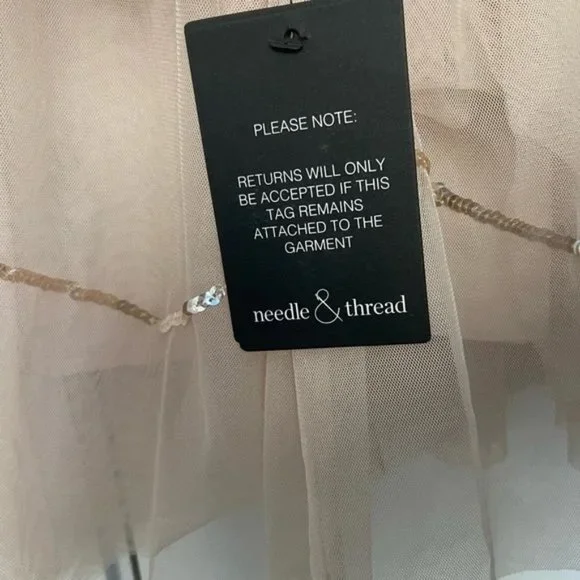 PLEASE NOTE:
RETURNS WILL ONLY
BE ACCEPTED IF THIS
TAG REMAINS
ATTACHED TO THE
GARMENT
needle & thread